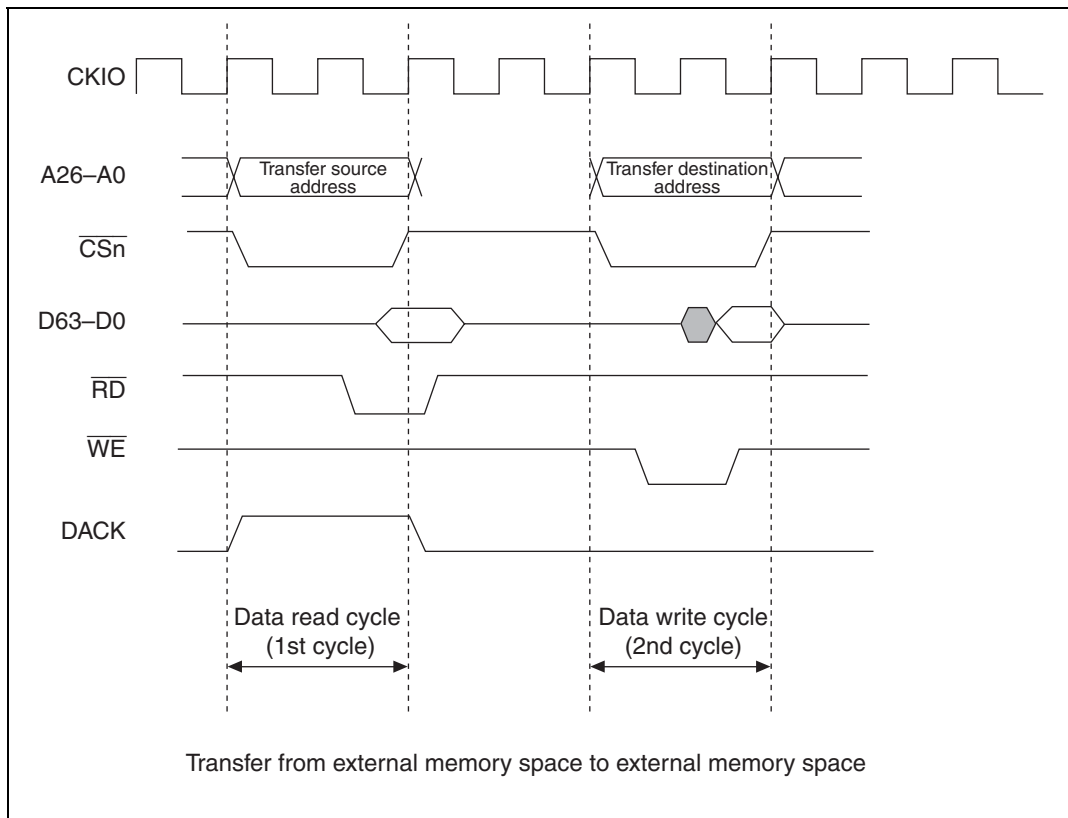 CKIO
A26–A0
Transfer source
address
Transfer destination
address
CSn
D63–D0
RD
WE
DACK
Data read cycle
(1st cycle)
Data write cycle
(2nd cycle)
Transfer from external memory space to external memory space